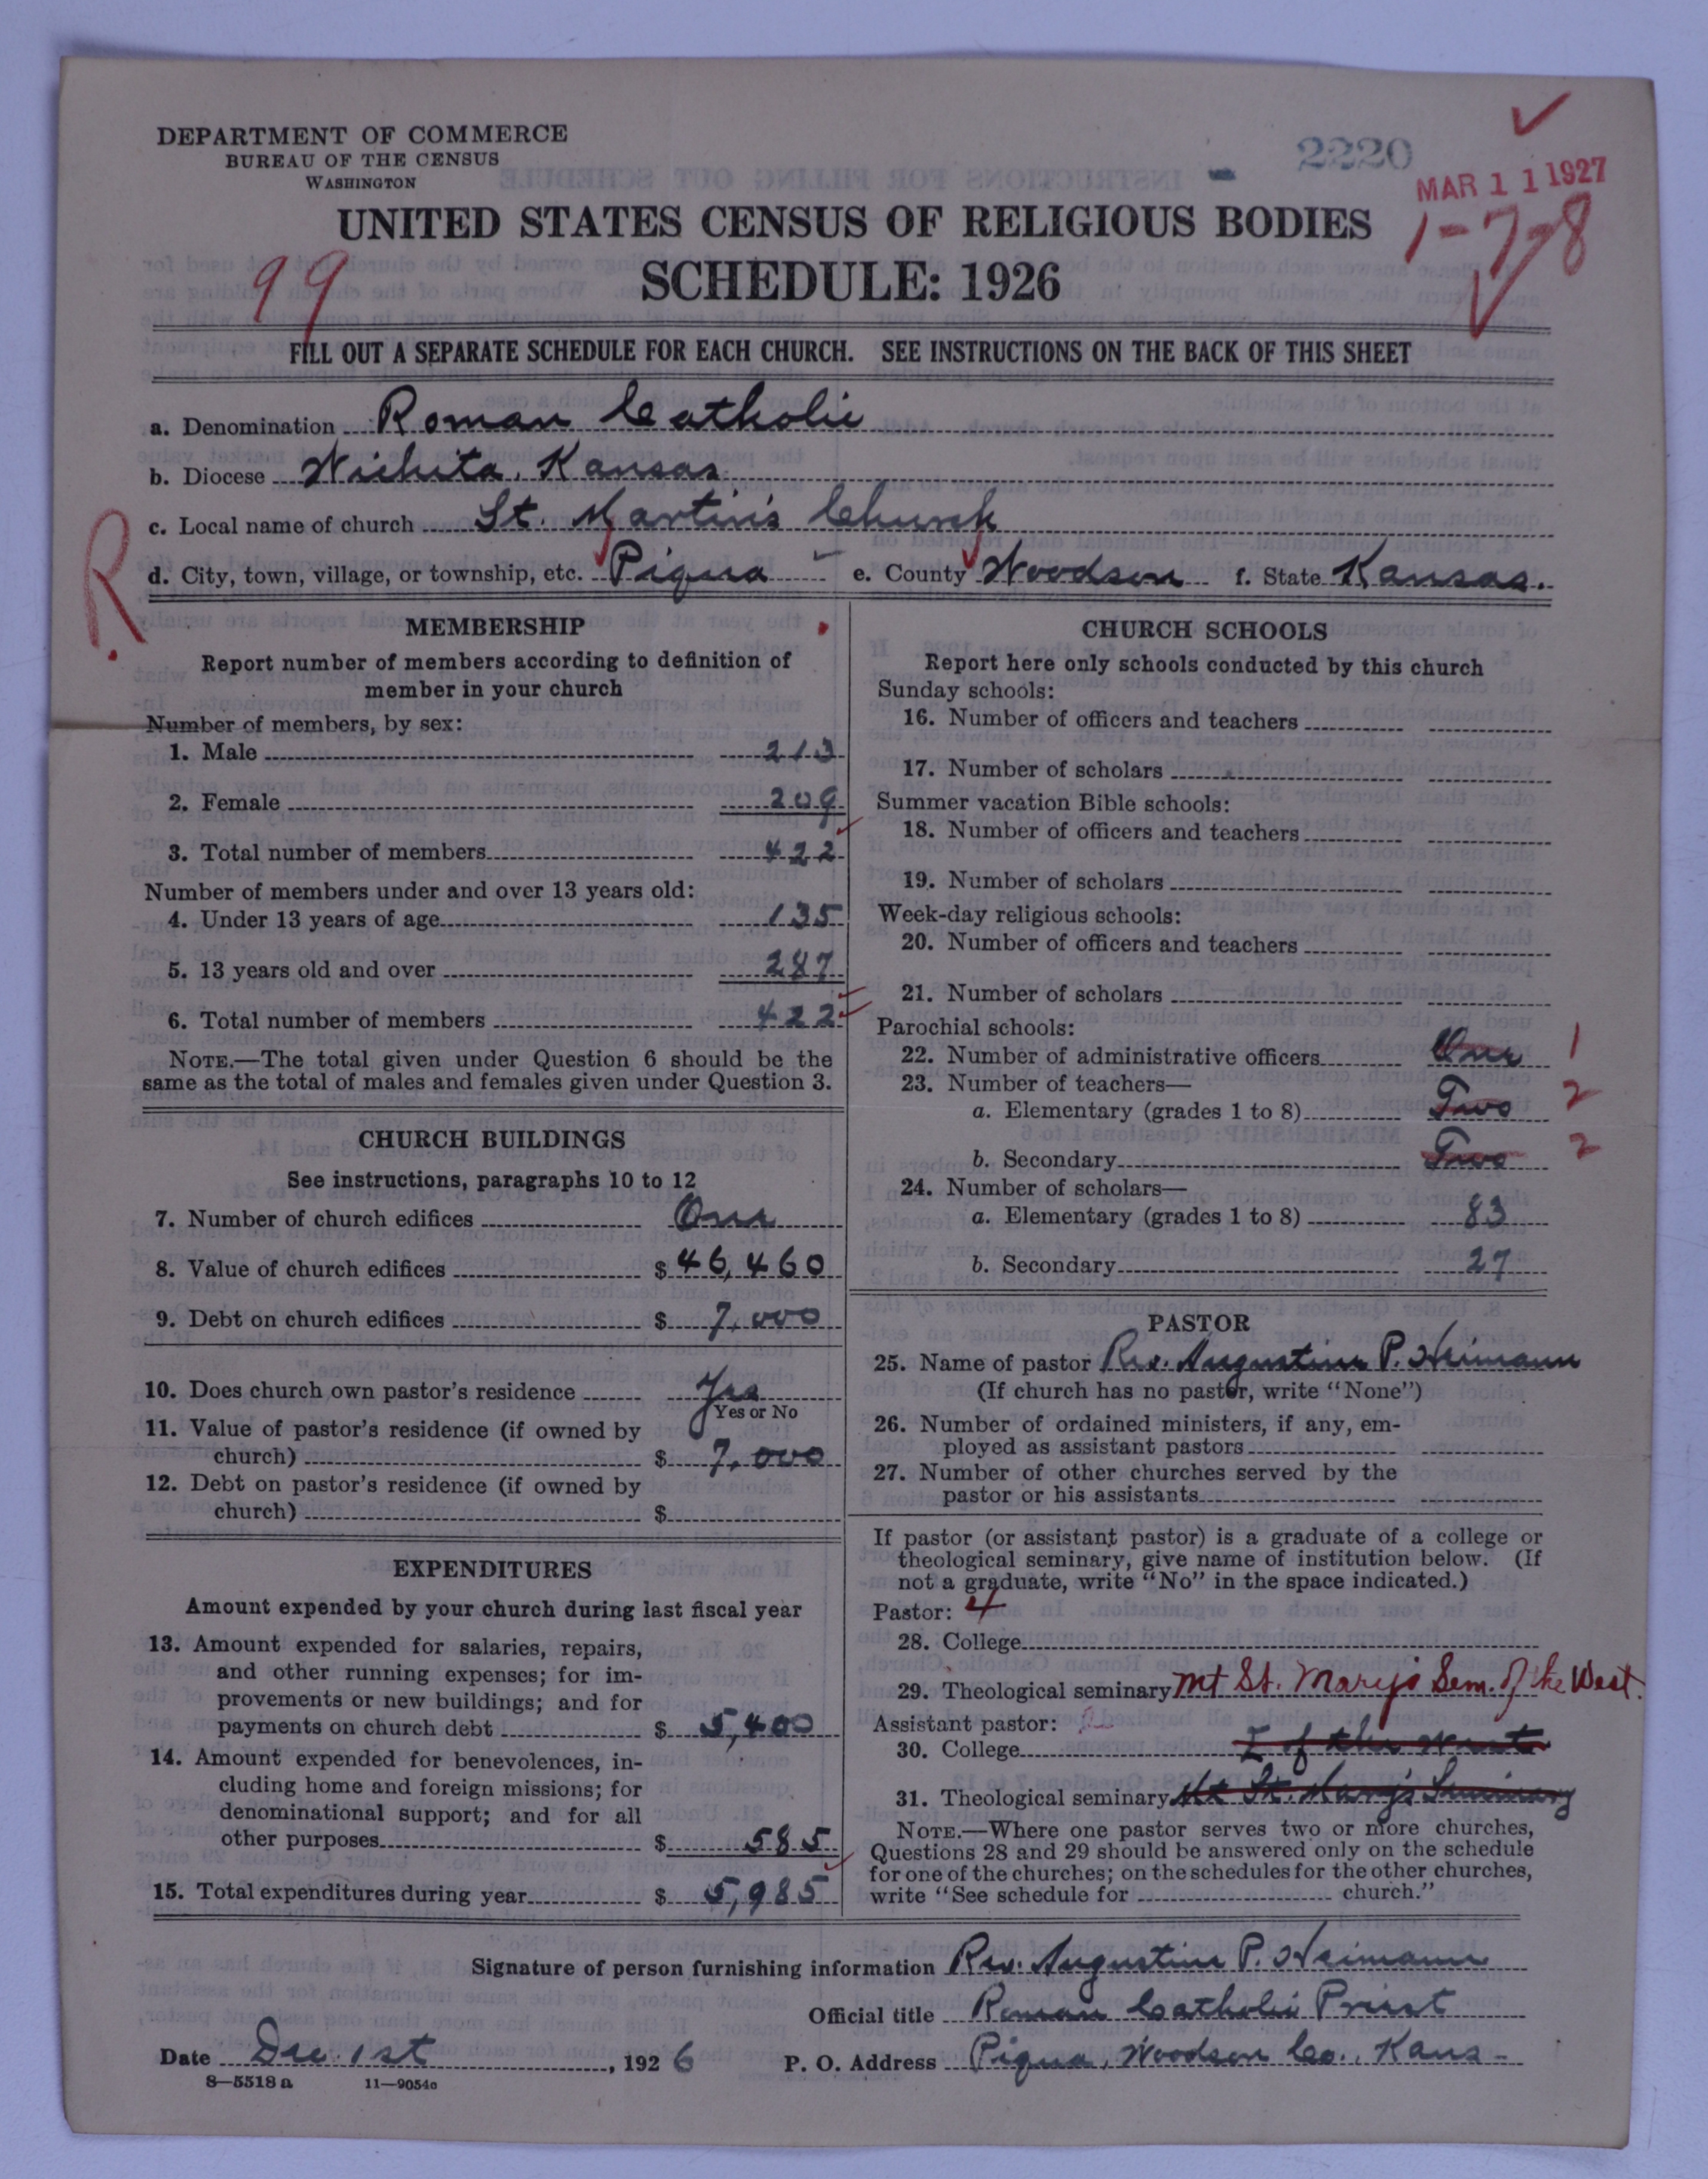 DEPARTMENT OF COMMERCE
BUREAU OF THE CENSUS
WASHINGTON
2220
MAR 11 1927
1-7-8
UNITED STATES CENSUS OF RELIGIOUS BODIES
99
SCHEDULE: 1926
FILL OUT A SEPARATE SCHEDULE FOR EACH CHURCH. SEE INSTRUCTIONS ON THE BACK OF THIS SHEET
a. Denomination Roman Catholic
b. Diocese Wichita, Kansas
c. Local name of church St. Martin's Church
R
d. City, town, village, or township, etc. Piqua e. County Woodson f. State Kansas.
MEMBERSHIP
Report number of members according to definition of
member in your church
Number of members, by sex:
1. Male 213
2. Female 209
3. Total number of members 422
Number of members under and over 13 years old:
4. Under 13 years of age 135
5. 13 years old and over 287
6. Total number of members 422
NOTE.—The total given under Question 6 should be the
same as the total of males and females given under Question 3.
CHURCH BUILDINGS
See instructions, paragraphs 10 to 12
7. Number of church edifices One
8. Value of church edifices $ 46,460
9. Debt on church edifices $ 7,000
10. Does church own pastor's residence Yes
Yes or No
11. Value of pastor's residence (if owned by
church) $ 7,000
12. Debt on pastor's residence (if owned by
church) $
EXPENDITURES
Amount expended by your church during last fiscal year
13. Amount expended for salaries, repairs,
and other running expenses; for im-
provements or new buildings; and for
payments on church debt $ 5,400
14. Amount expended for benevolences, in-
cluding home and foreign missions; for
denominational support; and for all
other purposes $ 585
15. Total expenditures during year $ 5,985
CHURCH SCHOOLS
Report here only schools conducted by this church
Sunday schools:
16. Number of officers and teachers
17. Number of scholars
Summer vacation Bible schools:
18. Number of officers and teachers
19. Number of scholars
Week-day religious schools:
20. Number of officers and teachers
21. Number of scholars
Parochial schools:
22. Number of administrative officers One 1
23. Number of teachers—
a. Elementary (grades 1 to 8) Two 2
b. Secondary Two 2
24. Number of scholars—
a. Elementary (grades 1 to 8) 83
b. Secondary 27
PASTOR
25. Name of pastor Rev. Augustine P. Heimann
(If church has no pastor, write "None")
26. Number of ordained ministers, if any, em-
ployed as assistant pastors
27. Number of other churches served by the
pastor or his assistants
If pastor (or assistant pastor) is a graduate of a college or
theological seminary, give name of institution below. (If
not a graduate, write "No" in the space indicated.)
Pastor: 4
28. College
29. Theological seminary Mt St. Mary's Sem. of the West.
Assistant pastor:
30. College of the West
31. Theological seminary Mt St. Mary's Seminary
NOTE.—Where one pastor serves two or more churches,
Questions 28 and 29 should be answered only on the schedule
for one of the churches; on the schedules for the other churches,
write "See schedule for church."
Signature of person furnishing information Rev. Augustine P. Heimann
Official title Roman Catholic Priest
Date Dec. 1st, 1926 P. O. Address Piqua, Woodson Co., Kans
8—5518 a 11—9054c